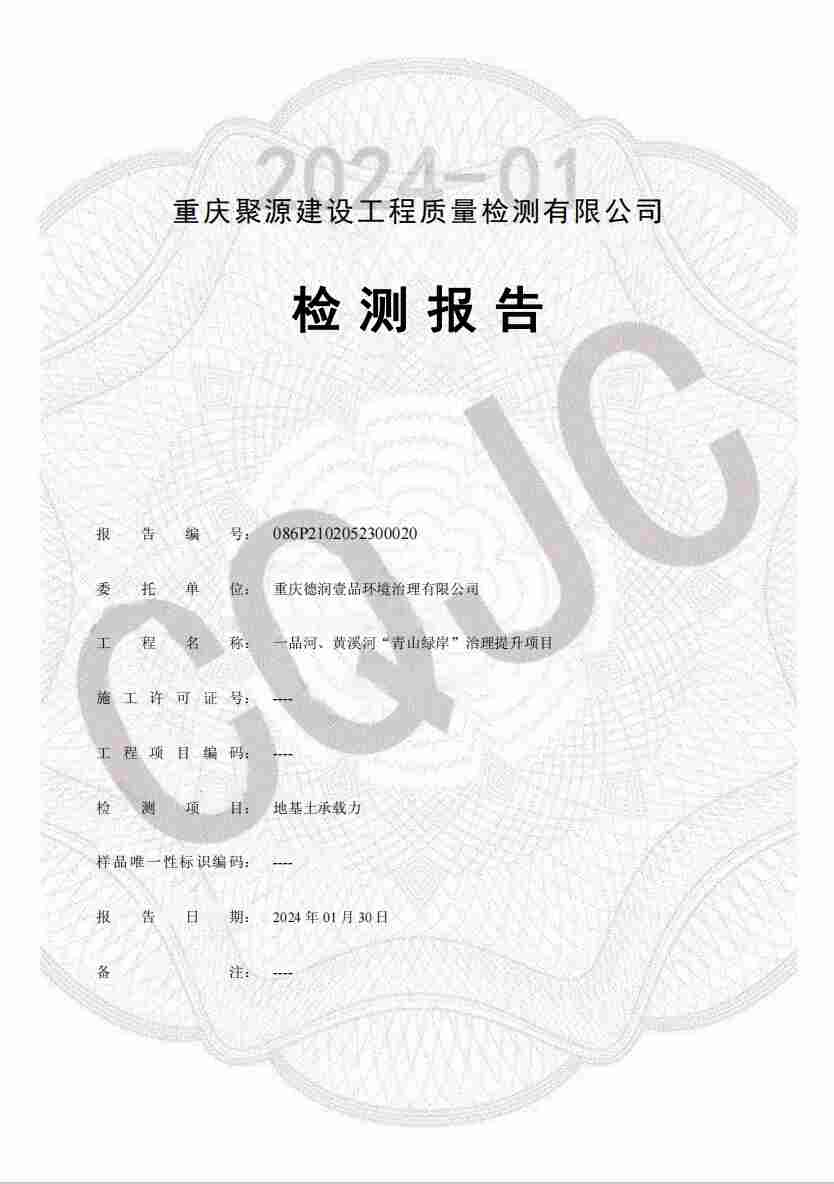 2024-01
重庆聚源建设工程质量检测有限公司
检测报告
CQJC
报告编号： 086P2102052300020
委托单位： 重庆德润壹品环境治理有限公司
工程名称： 一品河、黄溪河“青山绿岸”治理提升项目
施工许可证号： ----
工程项目编码： ----
检测项目： 地基土承载力
样品唯一性标识编码： ----
报告日期： 2024 年 01 月 30 日
备注： ----